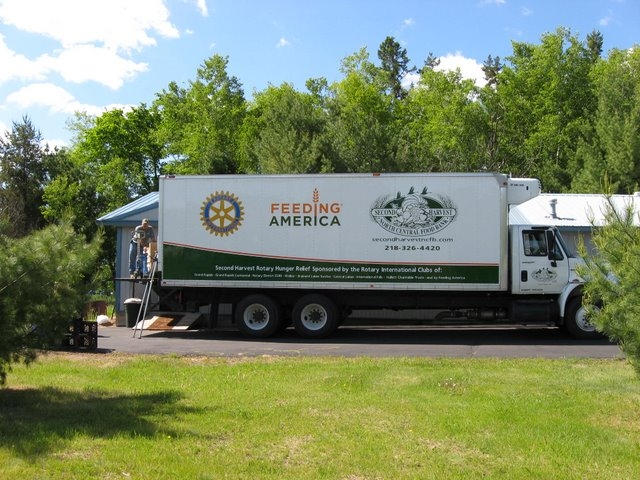 FEEDING
AMERICA
SECOND HARVEST
NORTH CENTRAL FOOD BANK
218-326-4420
secondharvestncfb.com
Second Harvest Rotary Hunger Relief Sponsored by the Rotary International Clubs of: